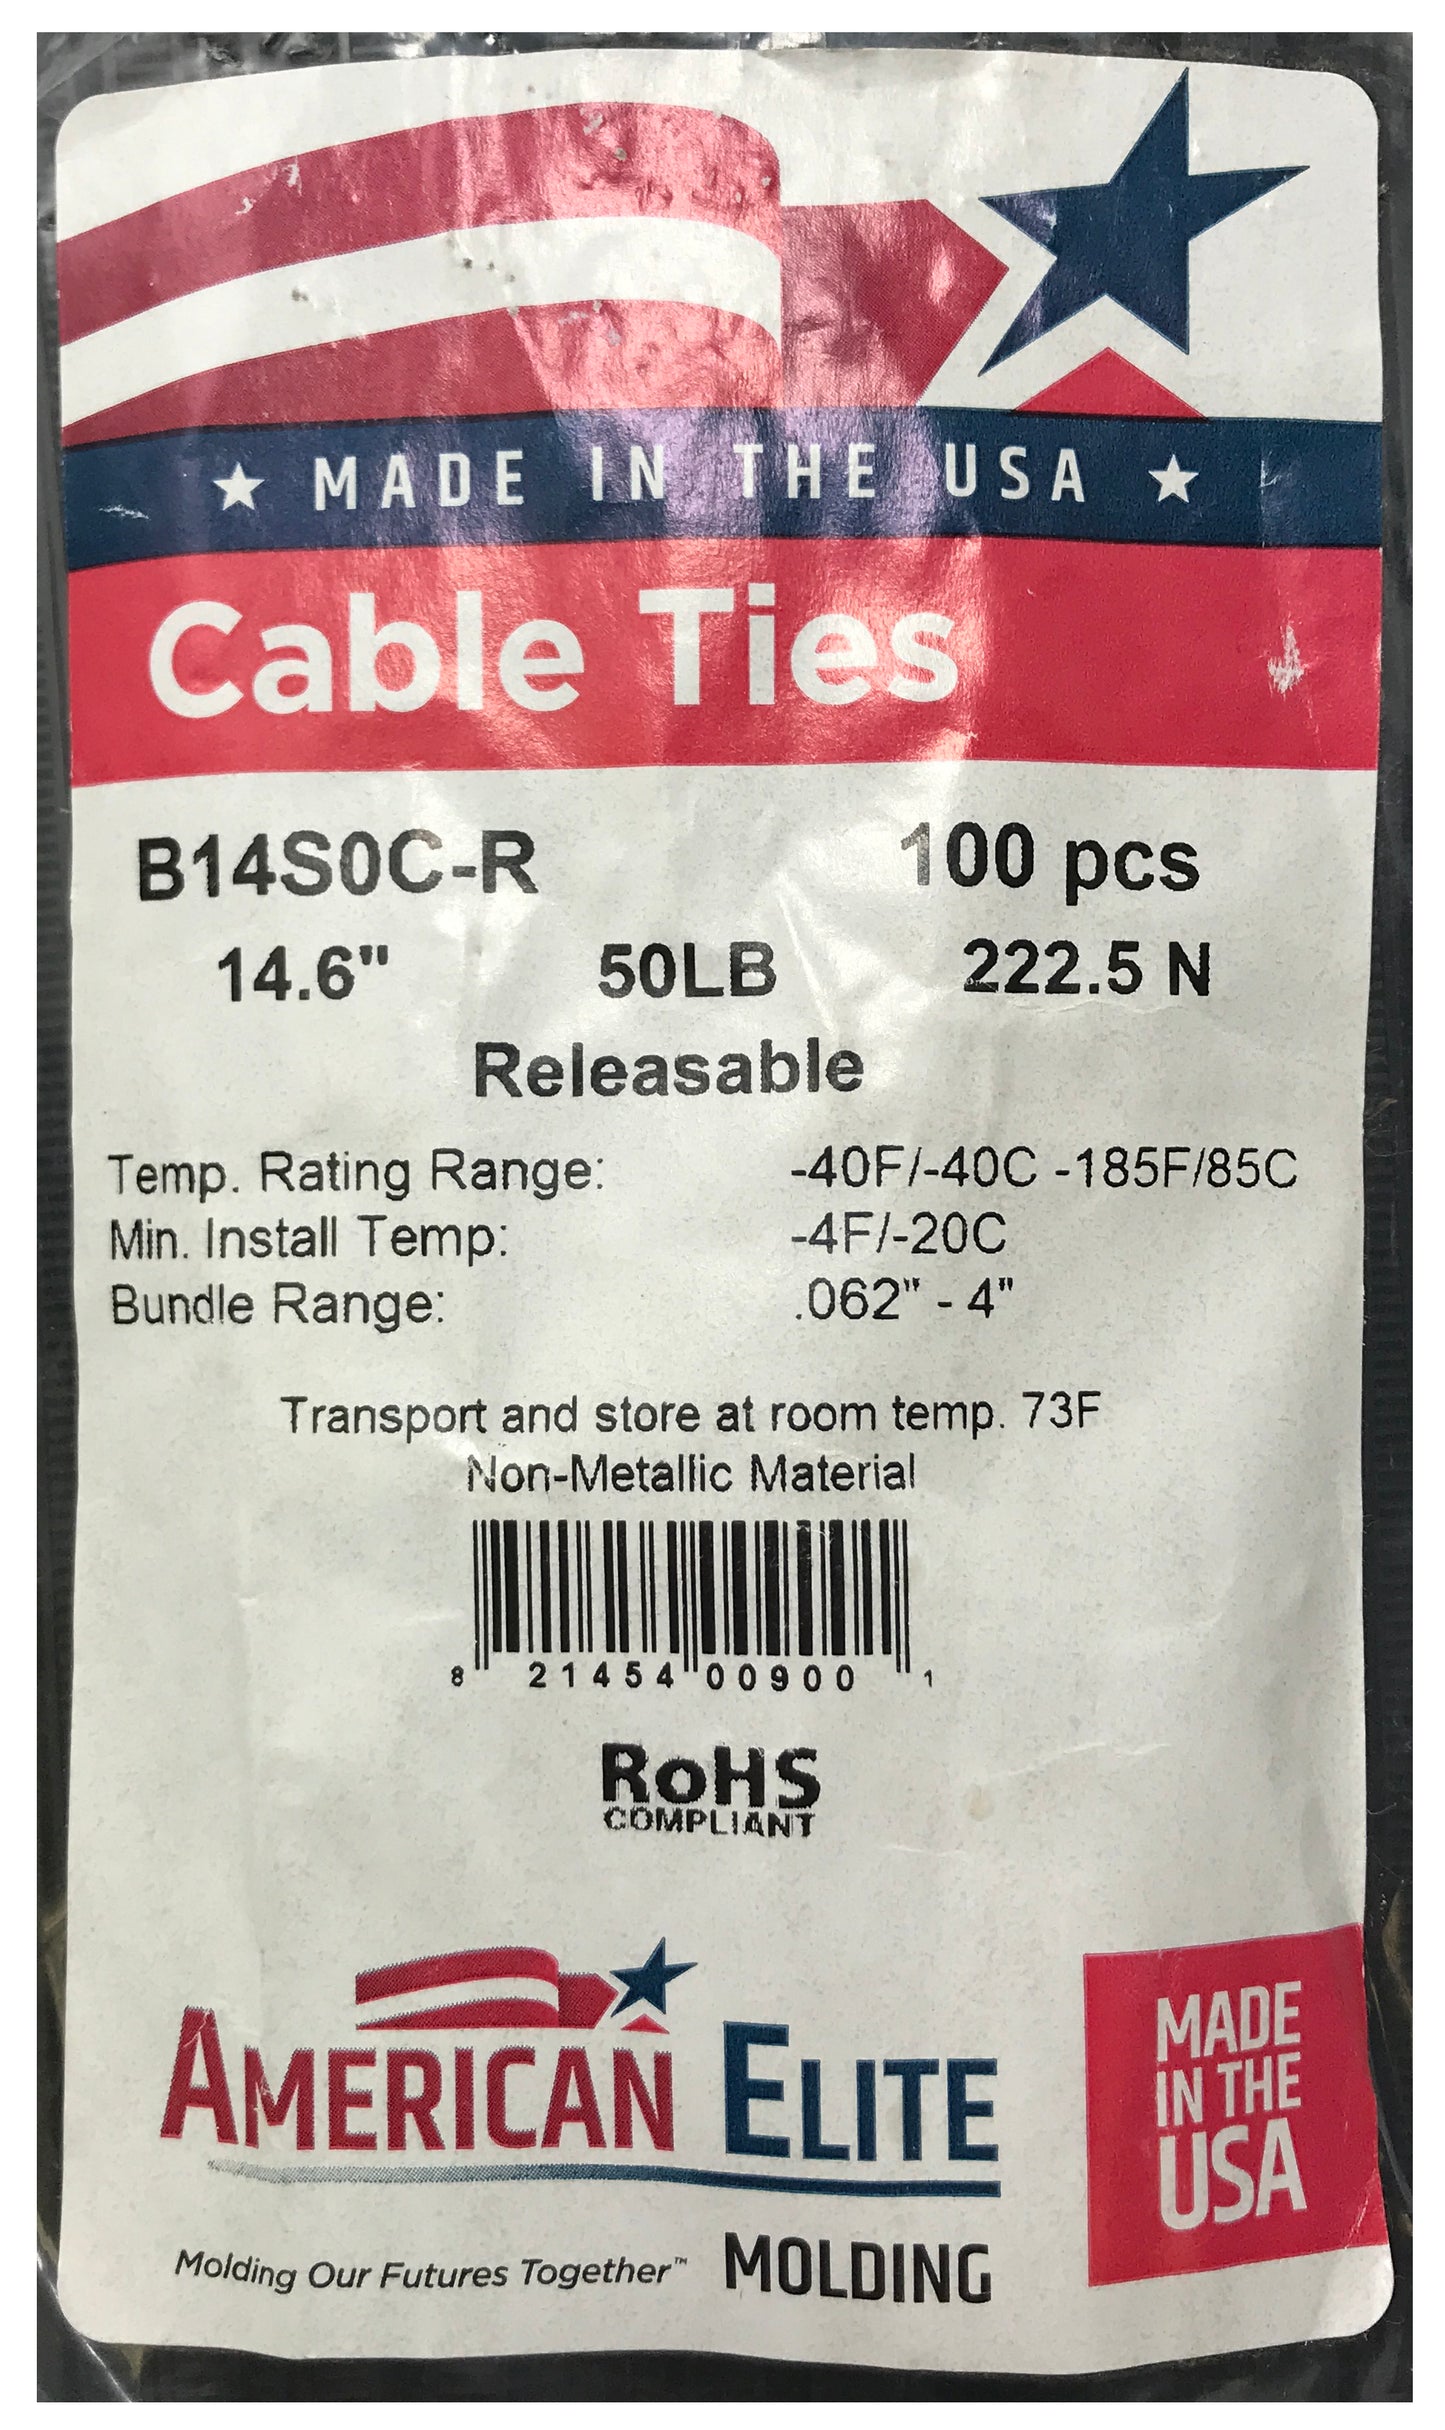 MADE IN THE USA
Cable Ties
B14S0C-R 100 pcs
14.6" 50LB 222.5 N
Releasable
Temp. Rating Range: -40F/-40C -185F/85C
Min. Install Temp: -4F/-20C
Bundle Range: .062" - 4"
Transport and store at room temp. 73F
Non-Metallic Material
8 21454 00900 1
RoHS
COMPLIANT
AMERICAN ELITE
Molding Our Futures Together™ MOLDING
MADE
IN THE
USA